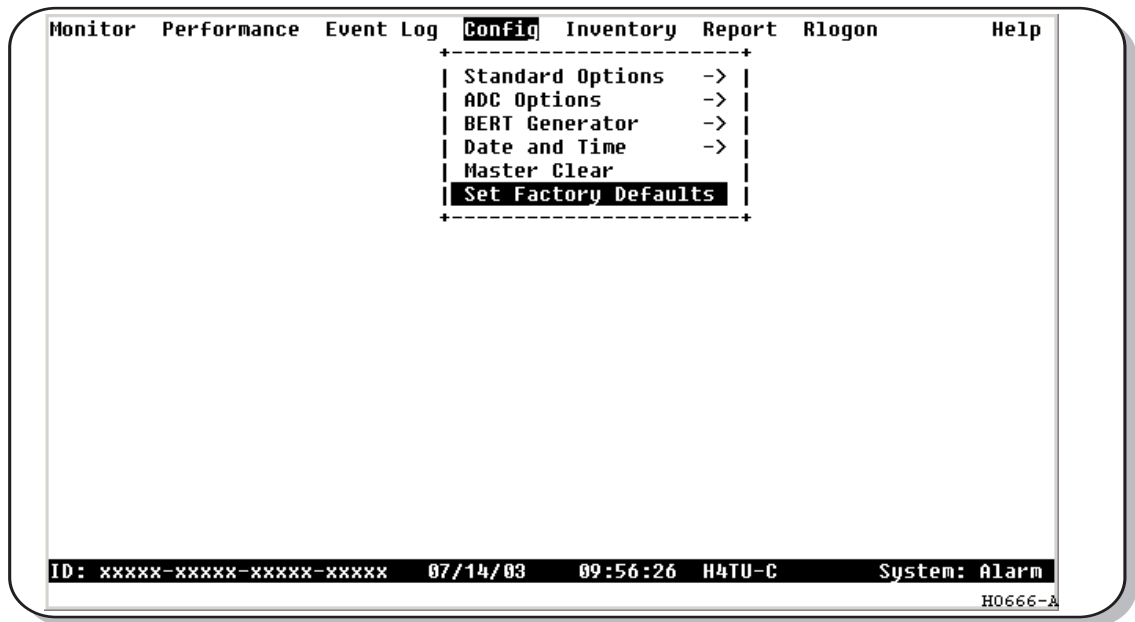 Monitor Performance Event Log Config Inventory Report Rlogon Help
+----------------------+
| Standard Options -> |
| ADC Options -> |
| BERT Generator -> |
| Date and Time -> |
| Master Clear |
| Set Factory Defaults |
+----------------------+
ID: xxxxx-xxxxx-xxxxx-xxxxx 07/14/03 09:56:26 H4TU-C System: Alarm
H0666-A